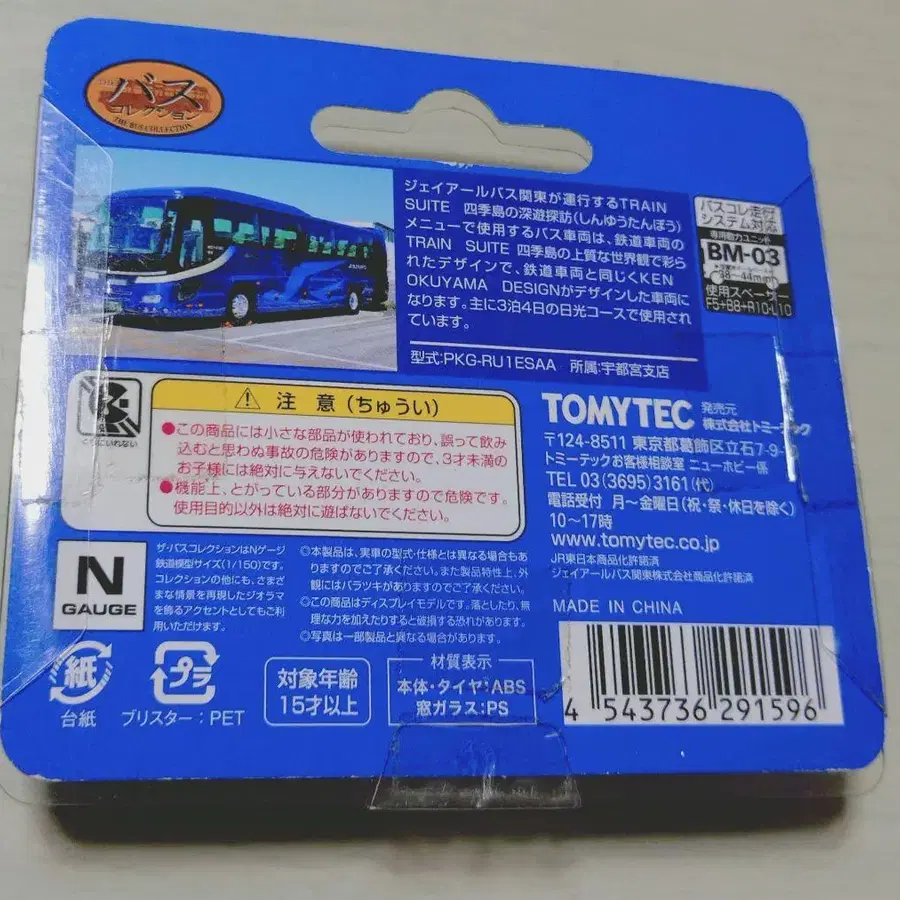 バス
コレクション
THE BUS COLLECTION
ジェイアールバス関東が運行するTRAIN
SUITE 四季島の深遊探訪(しんゆうたんぼう)
メニューで使用するバス車両は、鉄道車両の
TRAIN SUITE 四季島の上質な世界観で彩ら
れたデザインで、鉄道車両と同じくKEN
OKUYAMA DESIGNがデザインした車両に
なります。主に3泊4日の日光コースで使用され
ています。
型式:PKG-RU1ESAA 所属:宇都宮支店
バスコレ走行
システム対応
専用動力ユニット
BM-03
使用スペーサー
F5+B8+R10・L10
注意(ちゅうい)
●この商品には小さな部品が使われており、誤って飲み
込むと思わぬ事故の危険がありますので、3才未満の
お子様には絶対に与えないでください。
●機能上、とがっている部分がありますので危険です。
使用目的以外は絶対に遊ばないでください。
TOMYTEC 発売元
株式会社トミーテック
〒124-8511 東京都葛飾区立石7-9-
トミーテックお客様相談室 ニューホビー係
TEL 03(3695)3161(代)
電話受付 月〜金曜日(祝・祭・休日を除く)
10〜17時
www.tomytec.co.jp
JR東日本商品化許諾済
ジェイアールバス関東株式会社商品化許諾済
MADE IN CHINA
N
GAUGE
ザ・バスコレクションはNゲージ
鉄道模型サイズ(1/150)です。
コレクションの他にも、さまざ
まな情景を再現したジオラマ
を飾るアクセントとしてもご利
用いただけます。
◎本製品は、実車の型式・仕様とは異なる場合もあ
りますのでご了承ください。また製品特性上、外
観にはバラツキがありますのでご了承ください。
◎この商品はディスプレイモデルです。落としたり、無
理な力を加えたりすると破損する恐れがあります。
◎写真は一部製品と異なる場合があります。
紙
台紙
プラ
ブリスター:PET
対象年齢
15才以上
材質表示
本体・タイヤ:ABS
窓ガラス:PS
4 543736 291596